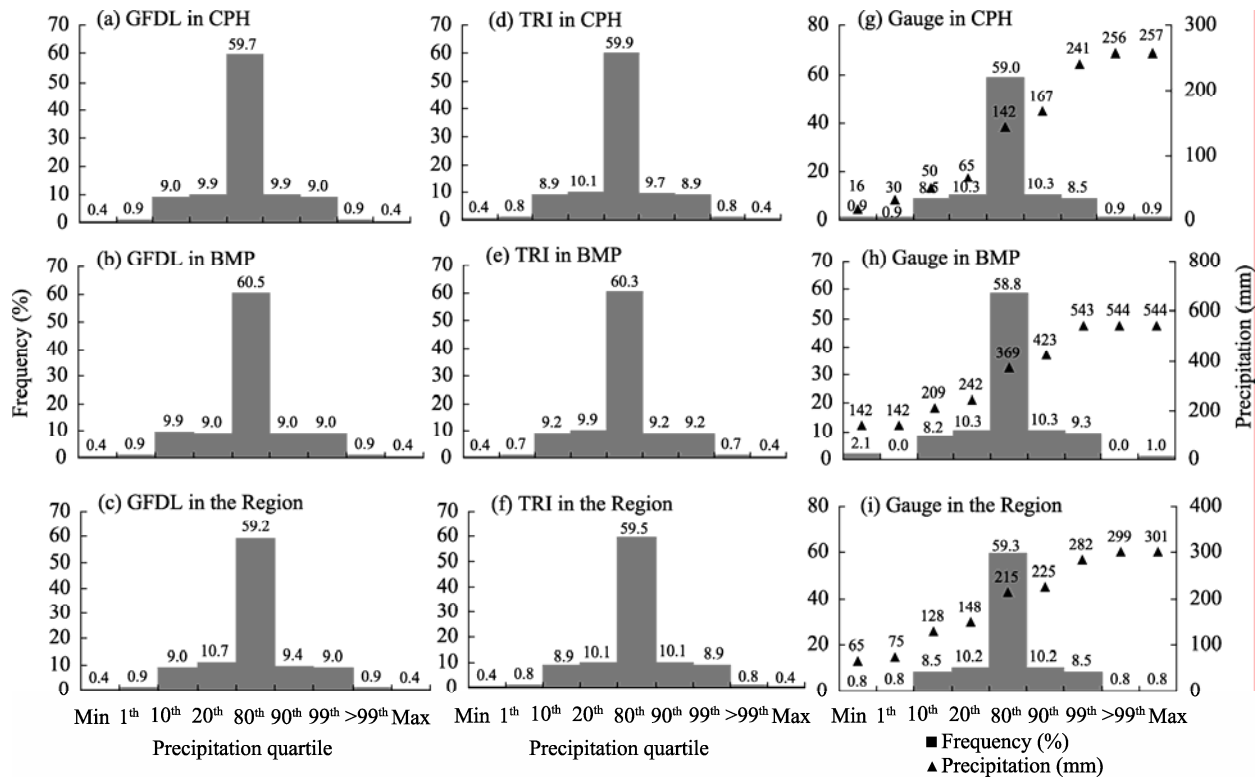 (a) GFDL in CPH
70
60
50
40
30
20
10
0
0.4 0.9 9.0 9.9 59.7 9.9 9.0 0.9 0.4
(d) TRI in CPH
70
60
50
40
30
20
10
0
0.4 0.8 8.9 10.1 59.9 9.7 8.9 0.8 0.4
(g) Gauge in CPH
80
60
40
20
0
300
200
100
0
16 30 50 65 142 167 241 256 257
0.9 0.9 8.5 10.3 59.0 10.3 8.5 0.9 0.9
Frequency (%)
(b) GFDL in BMP
70
60
50
40
30
20
10
0
0.4 0.9 9.9 9.0 60.5 9.0 9.0 0.9 0.4
(e) TRI in BMP
70
60
50
40
30
20
10
0
0.4 0.7 9.2 9.9 60.3 9.2 9.2 0.7 0.4
(h) Gauge in BMP
70
60
50
40
30
20
10
0
800
600
400
200
0
142 142 209 242 369 423 543 544 544
2.1 0.0 8.2 10.3 58.8 10.3 9.3 0.0 1.0
Precipitation (mm)
(c) GFDL in the Region
70
60
50
40
30
20
10
0
0.4 0.9 9.0 10.7 59.2 9.4 9.0 0.9 0.4
(f) TRI in the Region
70
60
50
40
30
20
10
0
0.4 0.8 8.9 10.1 59.5 10.1 8.9 0.8 0.4
(i) Gauge in the Region
80
60
40
20
0
400
300
200
100
0
65 75 128 148 215 225 282 299 301
0.8 0.8 8.5 10.2 59.3 10.2 8.5 0.8 0.8
Min 1th 10th 20th 80th 90th 99th >99th Max
Precipitation quartile
Min 1th 10th 20th 80th 90th 99th >99th Max
Precipitation quartile
Min 1th 10th 20th 80th 90th 99th >99th Max
Frequency (%)
Precipitation (mm)